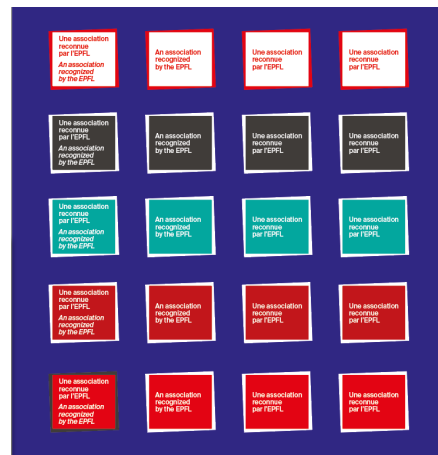 Une association
reconnue
par l'EPFL
An association
recognized
by the EPFL
An association
recognized
by the EPFL
Une association
reconnue
par l'EPFL
Une association
reconnue
par l'EPFL
Une association
reconnue
par l'EPFL
An association
recognized
by the EPFL
An association
recognized
by the EPFL
Une association
reconnue
par l'EPFL
Une association
reconnue
par l'EPFL
Une association
reconnue
par l'EPFL
An association
recognized
by the EPFL
An association
recognized
by the EPFL
Une association
reconnue
par l'EPFL
Une association
reconnue
par l'EPFL
Une association
reconnue
par l'EPFL
An association
recognized
by the EPFL
An association
recognized
by the EPFL
Une association
reconnue
par l'EPFL
Une association
reconnue
par l'EPFL
Une association
reconnue
par l'EPFL
An association
recognized
by the EPFL
An association
recognized
by the EPFL
Une association
reconnue
par l'EPFL
Une association
reconnue
par l'EPFL